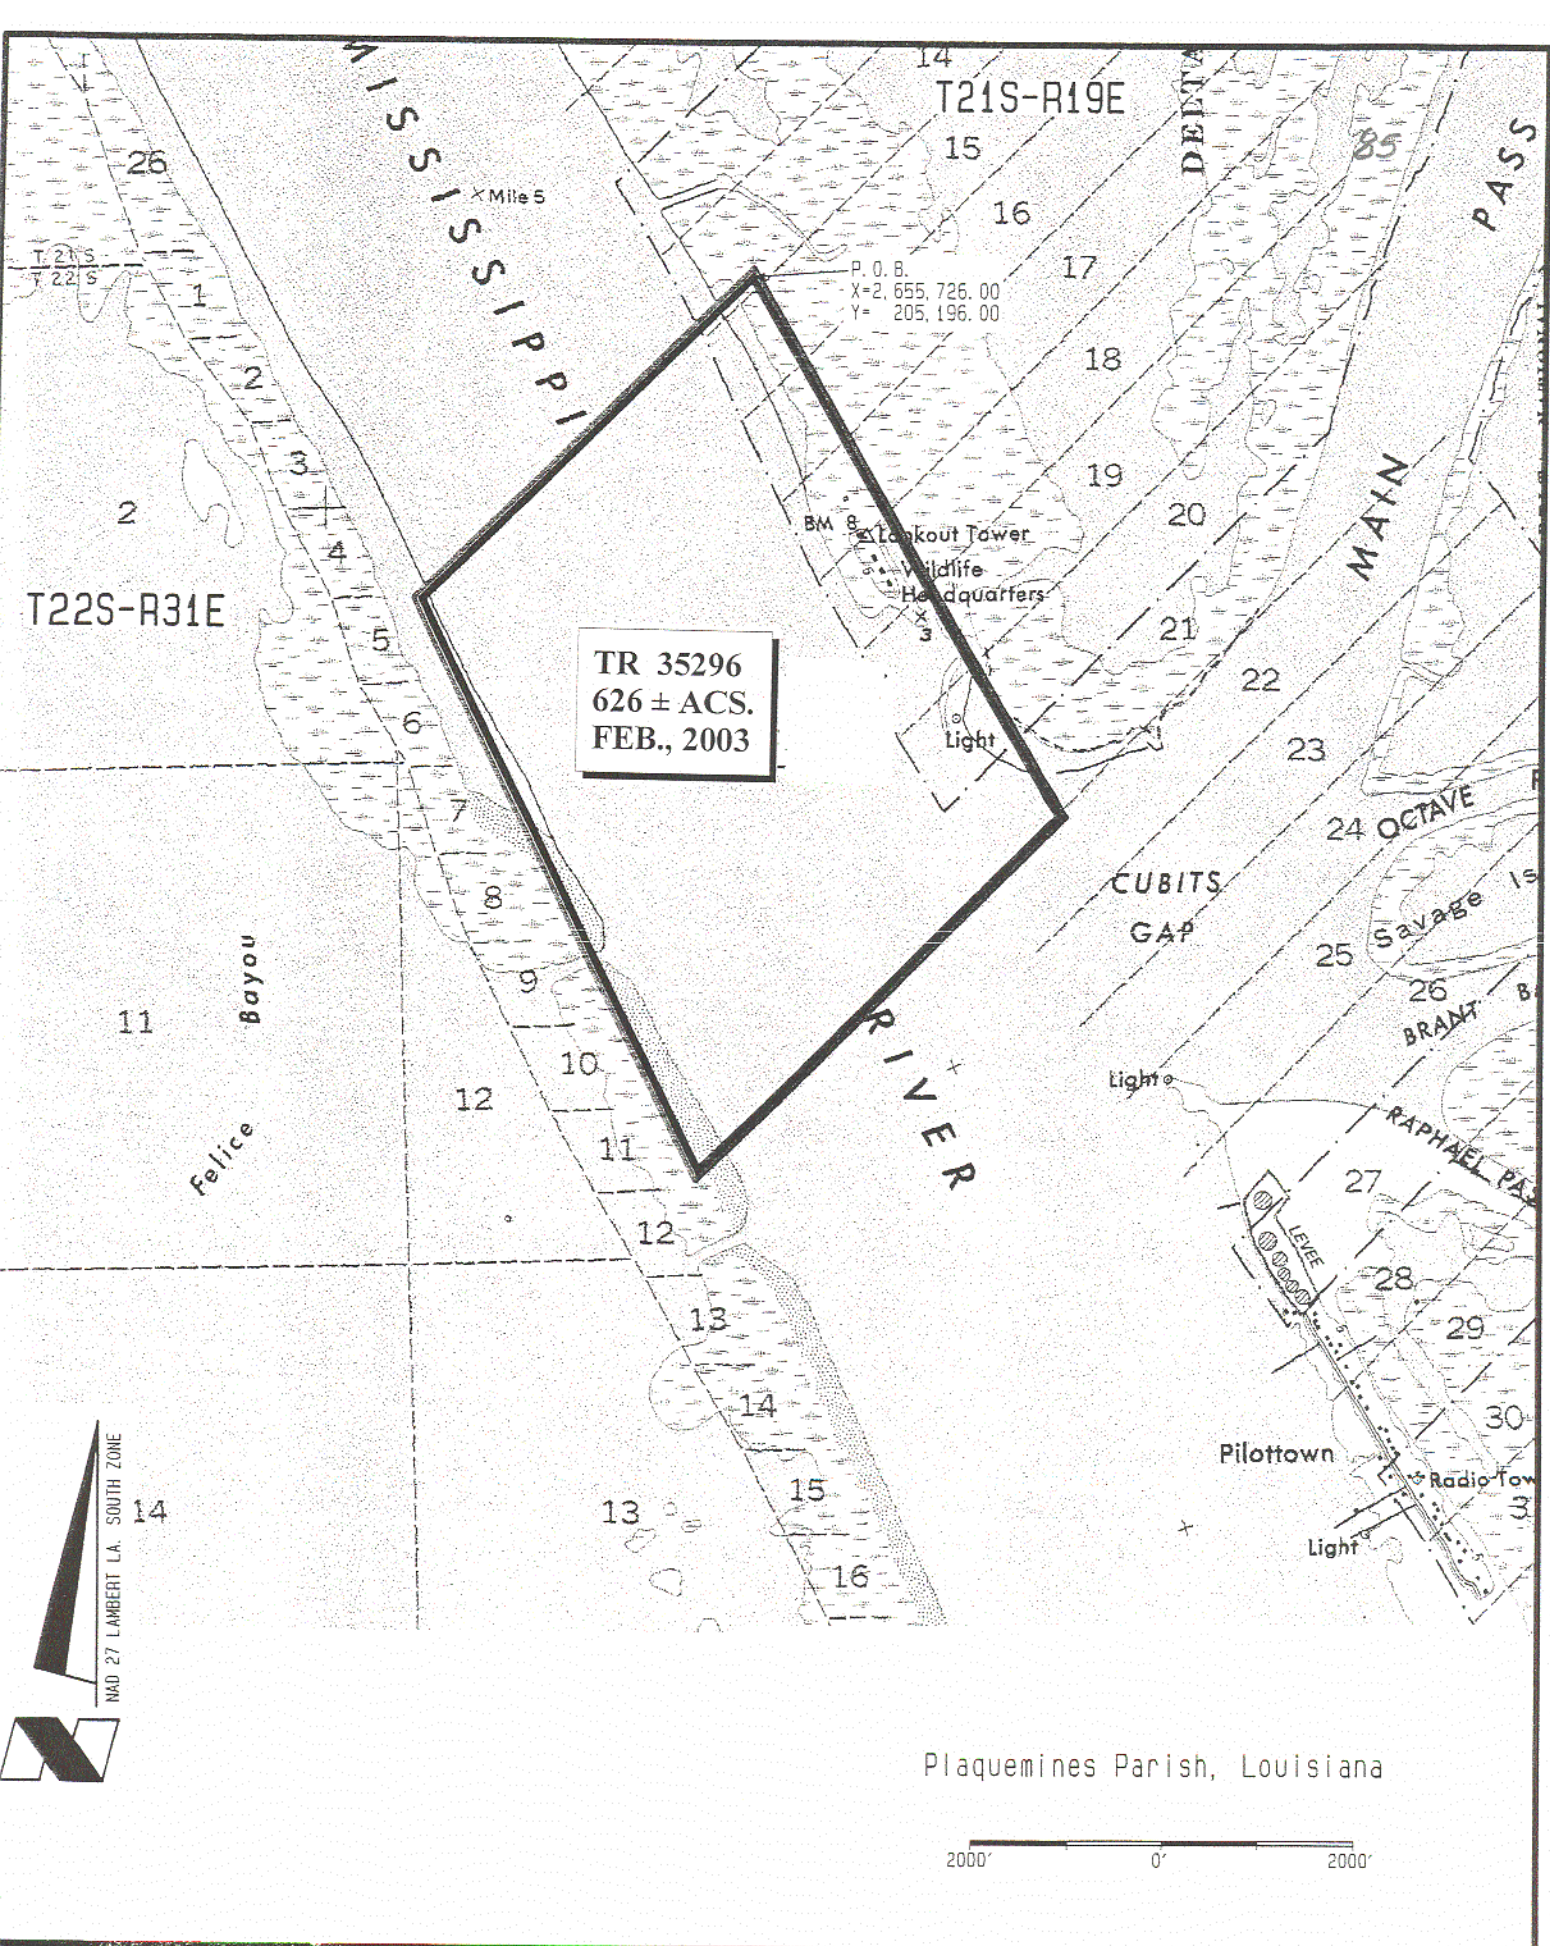 MISSISSIPPI
14
T21S-R19E
DELTA
85
PASS
15
26
Mile 5
16
T. 21 S
T 22 S
17
P.O.B.
X=2,655,726.00
Y= 205,196.00
1
18
2
3
19
MAIN
2
20
BM 8
Lookout Tower
4
Wildlife
Headquarters
T22S-R31E
3
21
5
TR 35296
626 ± ACS.
FEB., 2003
22
6
Light
23
7
24
OCTAVE
CUBITS
GAP
8
Savage
Bayou
25
9
26
BRANT
11
RIVER
10
Light
12
RAPHAEL
Felice
11
27
12
LEVEE
28
13
29
14
30
Pilottown
15
Radio
14
13
Light
16
NAD 27 LAMBERT LA. SOUTH ZONE
N
Plaquemines Parish, Louisiana
2000' 0' 2000'